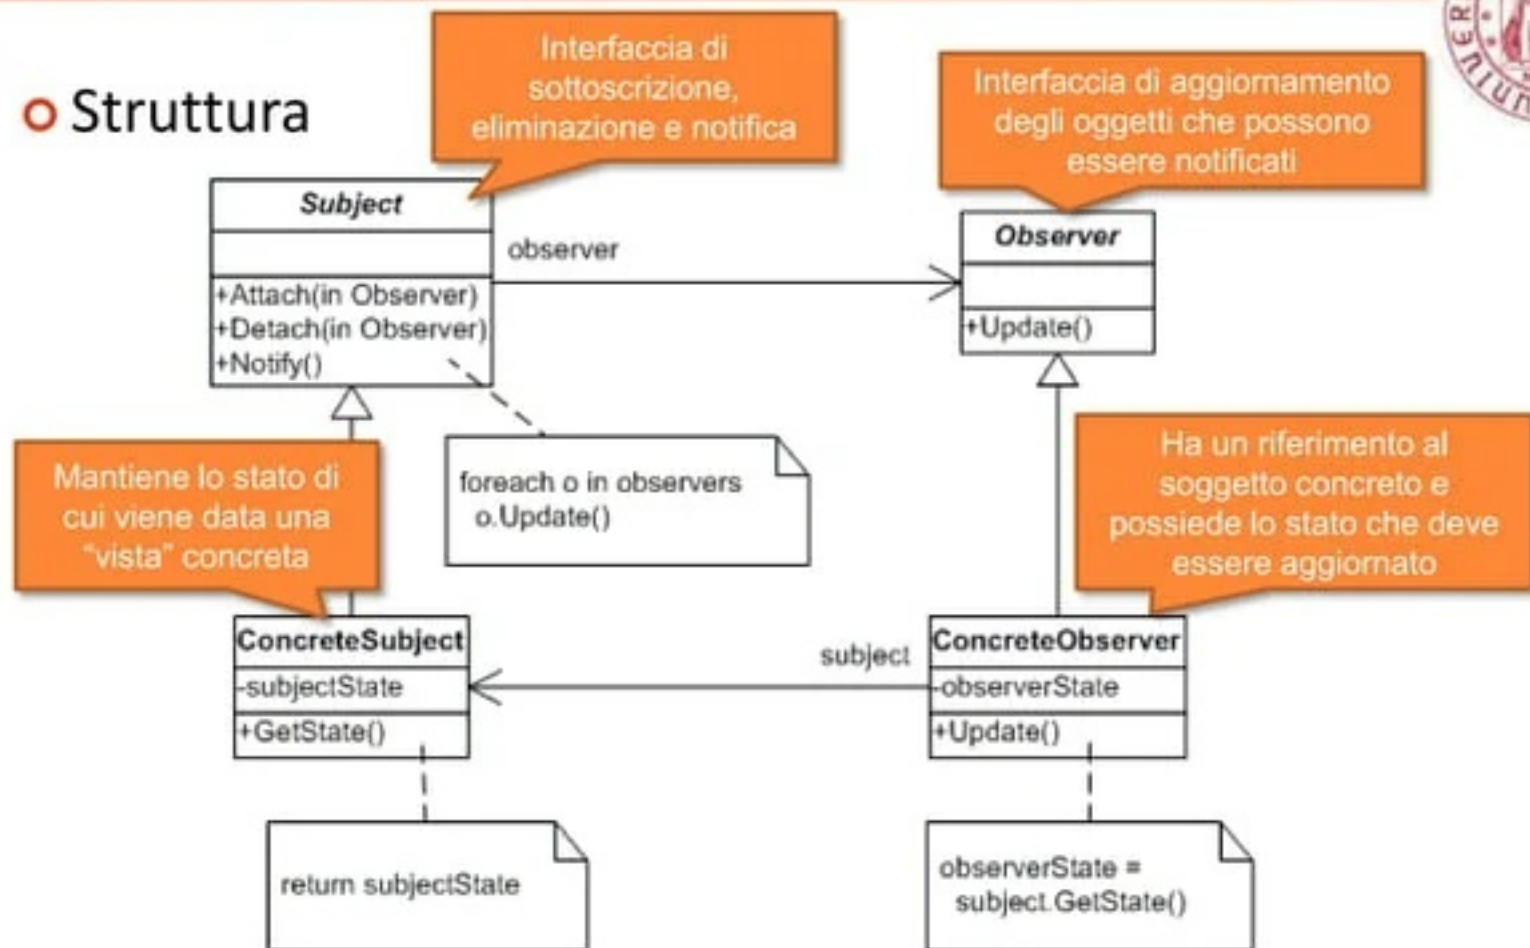 Struttura
Interfaccia di
sottoscrizione,
eliminazione e notifica
Interfaccia di aggiornamento
degli oggetti che possono
essere notificati
Subject
+Attach(in Observer)
+Detach(in Observer)
+Notify()
observer
Observer
+Update()
foreach o in observers
o.Update()
Mantiene lo stato di
cui viene data una
“vista” concreta
Ha un riferimento al
soggetto concreto e
possiede lo stato che deve
essere aggiornato
ConcreteSubject
-subjectState
+GetState()
subject
ConcreteObserver
-observerState
+Update()
return subjectState
observerState =
subject.GetState()